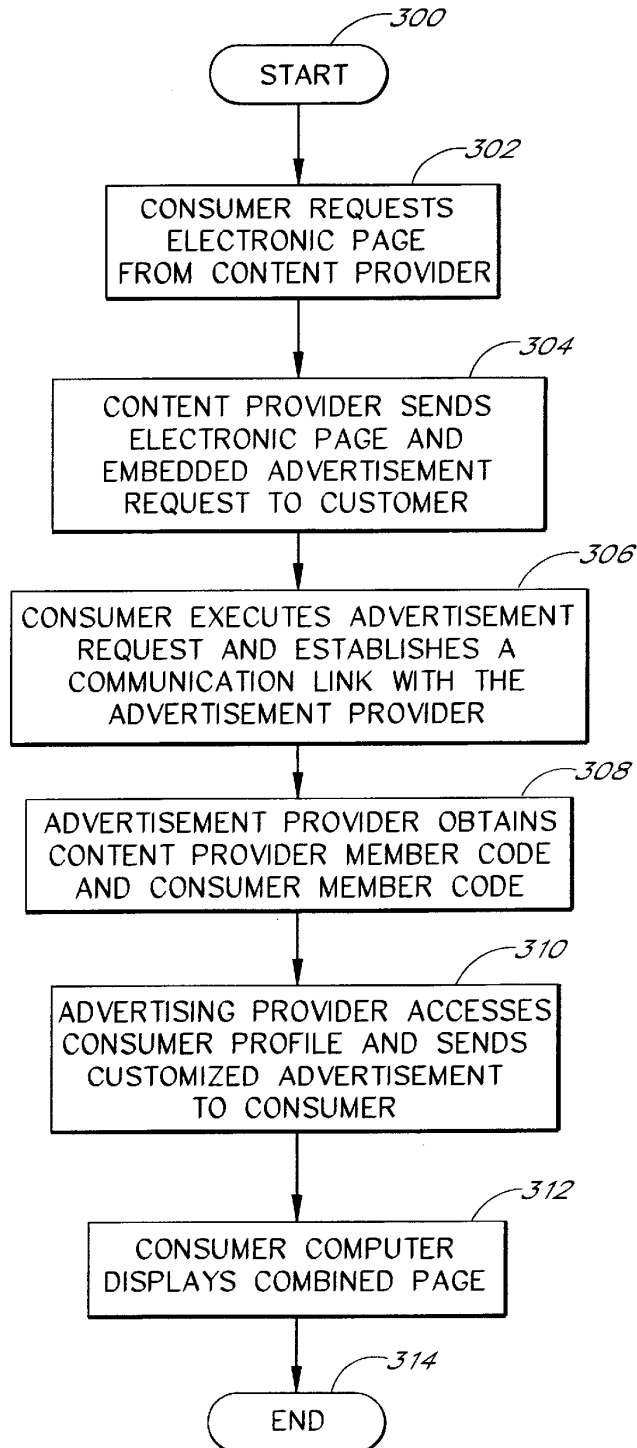 300
START
302
CONSUMER REQUESTS
ELECTRONIC PAGE
FROM CONTENT PROVIDER
304
CONTENT PROVIDER SENDS
ELECTRONIC PAGE AND
EMBEDDED ADVERTISEMENT
REQUEST TO CUSTOMER
306
CONSUMER EXECUTES ADVERTISEMENT
REQUEST AND ESTABLISHES A
COMMUNICATION LINK WITH THE
ADVERTISEMENT PROVIDER
308
ADVERTISEMENT PROVIDER OBTAINS
CONTENT PROVIDER MEMBER CODE
AND CONSUMER MEMBER CODE
310
ADVERTISING PROVIDER ACCESSES
CONSUMER PROFILE AND SENDS
CUSTOMIZED ADVERTISEMENT
TO CONSUMER
312
CONSUMER COMPUTER
DISPLAYS COMBINED PAGE
314
END